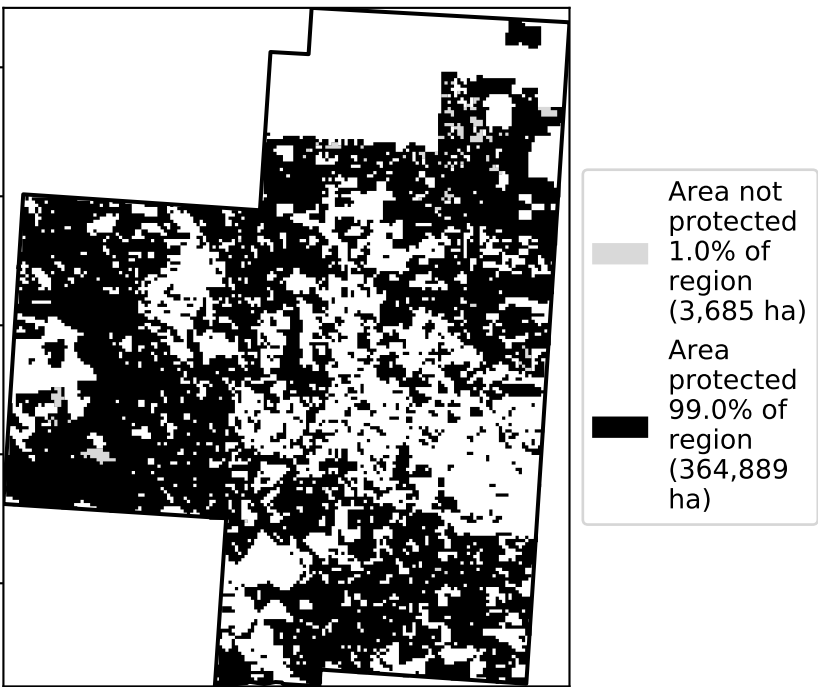 Area not
protected
1.0% of
region
(3,685 ha)
Area
protected
99.0% of
region
(364,889
ha)